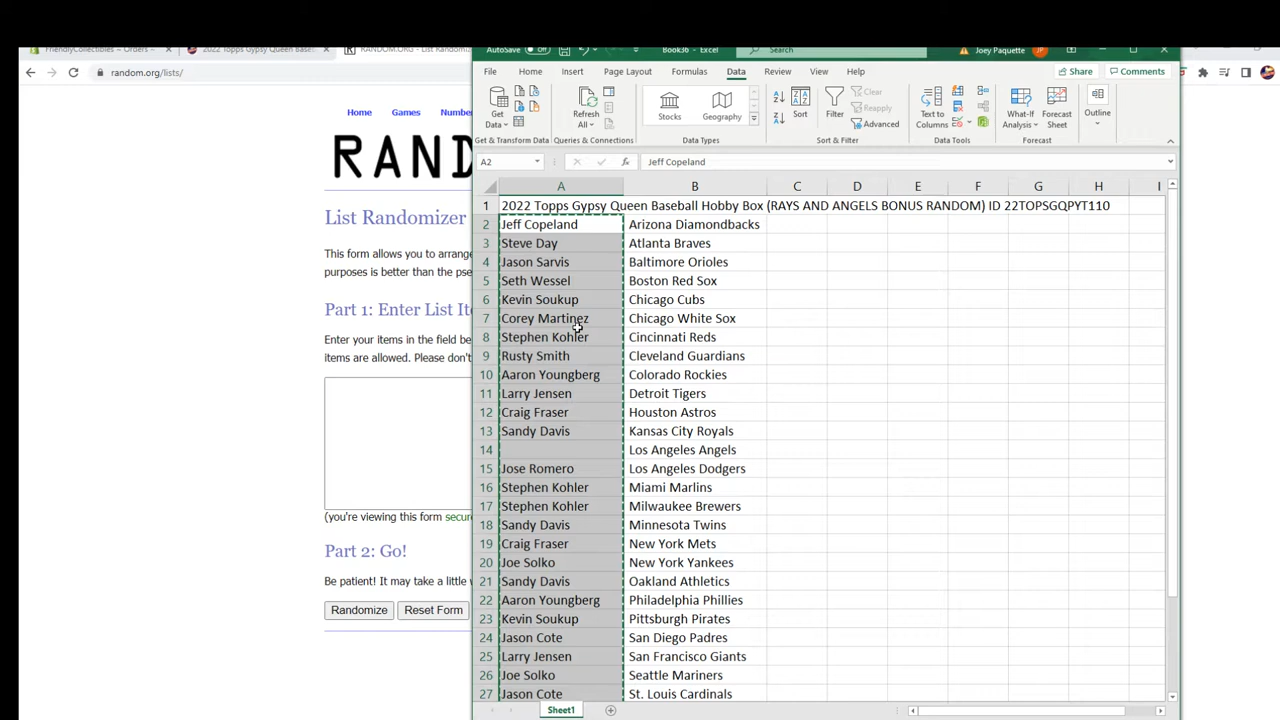 FriendlyCollectibles – Orders –
2022 Topps Gypsy Queen Baseb
RANDOM.ORG - List Randomiz
random.org/lists/
Home Games Number
RAND
List Randomizer
This form allows you to arrange
purposes is better than the pse
Part 1: Enter List Ite
Enter your items in the field be
items are allowed. Please don't
(you're viewing this form secure
Part 2: Go!
Be patient! It may take a little w
Randomize Reset Form
AutoSave Off Book36 - Excel Search Joey Paquette JP
File Home Insert Page Layout Formulas Data Review View Help Share Comments
Get Data Refresh All Stocks Geography Sort Filter Clear Reapply Advanced Text to Columns What-If Analysis Forecast Sheet Outline
Get & Transform Data Queries & Connections Data Types Sort & Filter Data Tools Forecast
A2 fx Jeff Copeland
A B C D E F G H I
1 2022 Topps Gypsy Queen Baseball Hobby Box (RAYS AND ANGELS BONUS RANDOM) ID 22TOPSGQPYT110
2 Jeff Copeland Arizona Diamondbacks
3 Steve Day Atlanta Braves
4 Jason Sarvis Baltimore Orioles
5 Seth Wessel Boston Red Sox
6 Kevin Soukup Chicago Cubs
7 Corey Martinez Chicago White Sox
8 Stephen Kohler Cincinnati Reds
9 Rusty Smith Cleveland Guardians
10 Aaron Youngberg Colorado Rockies
11 Larry Jensen Detroit Tigers
12 Craig Fraser Houston Astros
13 Sandy Davis Kansas City Royals
14 Los Angeles Angels
15 Jose Romero Los Angeles Dodgers
16 Stephen Kohler Miami Marlins
17 Stephen Kohler Milwaukee Brewers
18 Sandy Davis Minnesota Twins
19 Craig Fraser New York Mets
20 Joe Solko New York Yankees
21 Sandy Davis Oakland Athletics
22 Aaron Youngberg Philadelphia Phillies
23 Kevin Soukup Pittsburgh Pirates
24 Jason Cote San Diego Padres
25 Larry Jensen San Francisco Giants
26 Joe Solko Seattle Mariners
27 Jason Cote St. Louis Cardinals
Sheet1